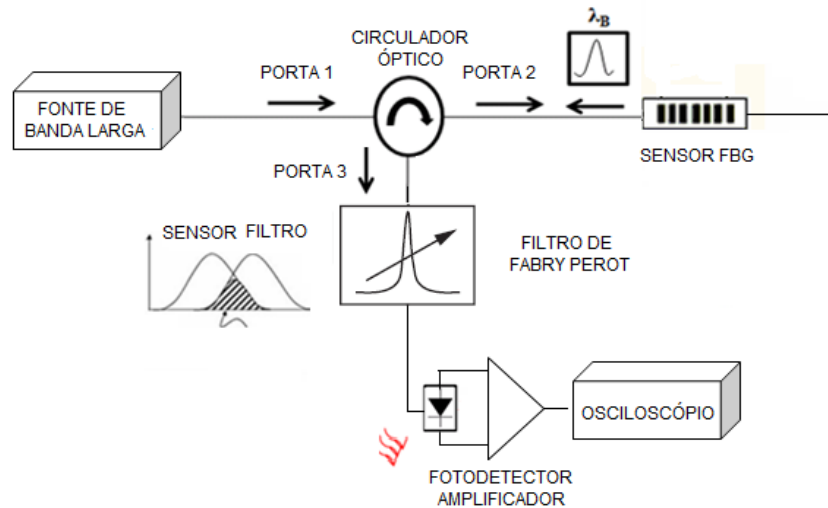 CIRCULADOR
ÓPTICO
λB
PORTA 1
PORTA 2
FONTE DE
BANDA LARGA
SENSOR FBG
PORTA 3
SENSOR FILTRO
FILTRO DE
FABRY PEROT
OSCILOSCÓPIO
FOTODETECTOR
AMPLIFICADOR